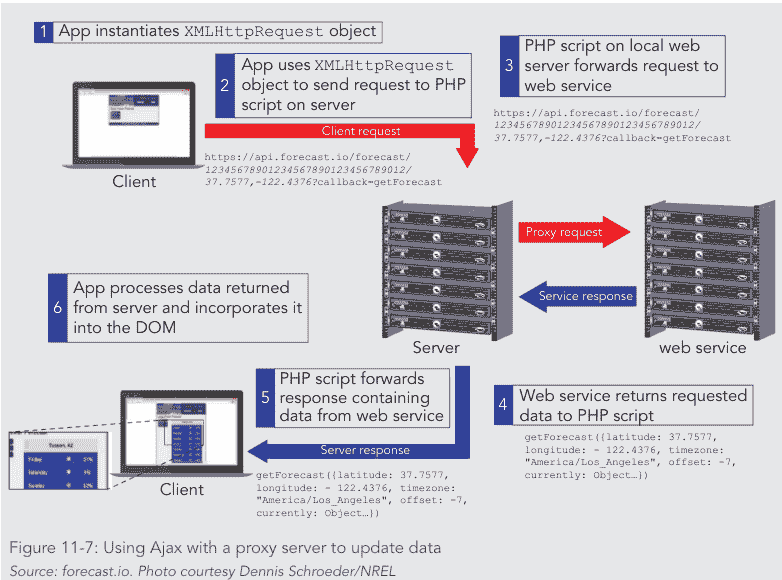 1 App instantiates XMLHttpRequest object
2 App uses XMLHttpRequest
object to send request to PHP
script on server
3 PHP script on local web
server forwards request to
web service
Client request
https://api.forecast.io/forecast/
12345678901234567890123456789012/
37.7577,-122.4376?callback=getForecast
https://api.forecast.io/forecast/
12345678901234567890123456789012/
37.7577,-122.4376?callback=getForecast
Client
Proxy request
Service response
6 App processes data returned
from server and incorporates it
into the DOM
Server
web service
5 PHP script forwards
response containing
data from web service
4 Web service returns requested
data to PHP script
Server response
getForecast({latitude: 37.7577,
longitude: - 122.4376, timezone:
"America/Los_Angeles", offset: -7,
currently: Object…})
getForecast({latitude: 37.7577,
longitude: - 122.4376, timezone:
"America/Los_Angeles", offset: -7,
currently: Object…})
Tucson, AZ
Client
Figure 11-7: Using Ajax with a proxy server to update data
Source: forecast.io. Photo courtesy Dennis Schroeder/NREL